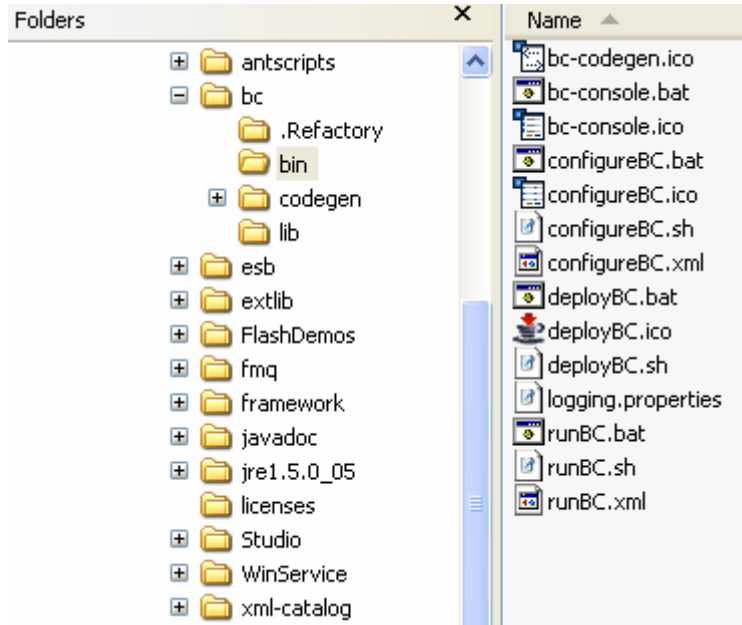 Folders
antscripts
bc
.Refactory
bin
codegen
lib
esb
extlib
FlashDemos
fmq
framework
javadoc
jre1.5.0_05
licenses
Studio
WinService
xml-catalog
Name
bc-codegen.ico
bc-console.bat
bc-console.ico
configureBC.bat
configureBC.ico
configureBC.sh
configureBC.xml
deployBC.bat
deployBC.ico
deployBC.sh
logging.properties
runBC.bat
runBC.sh
runBC.xml